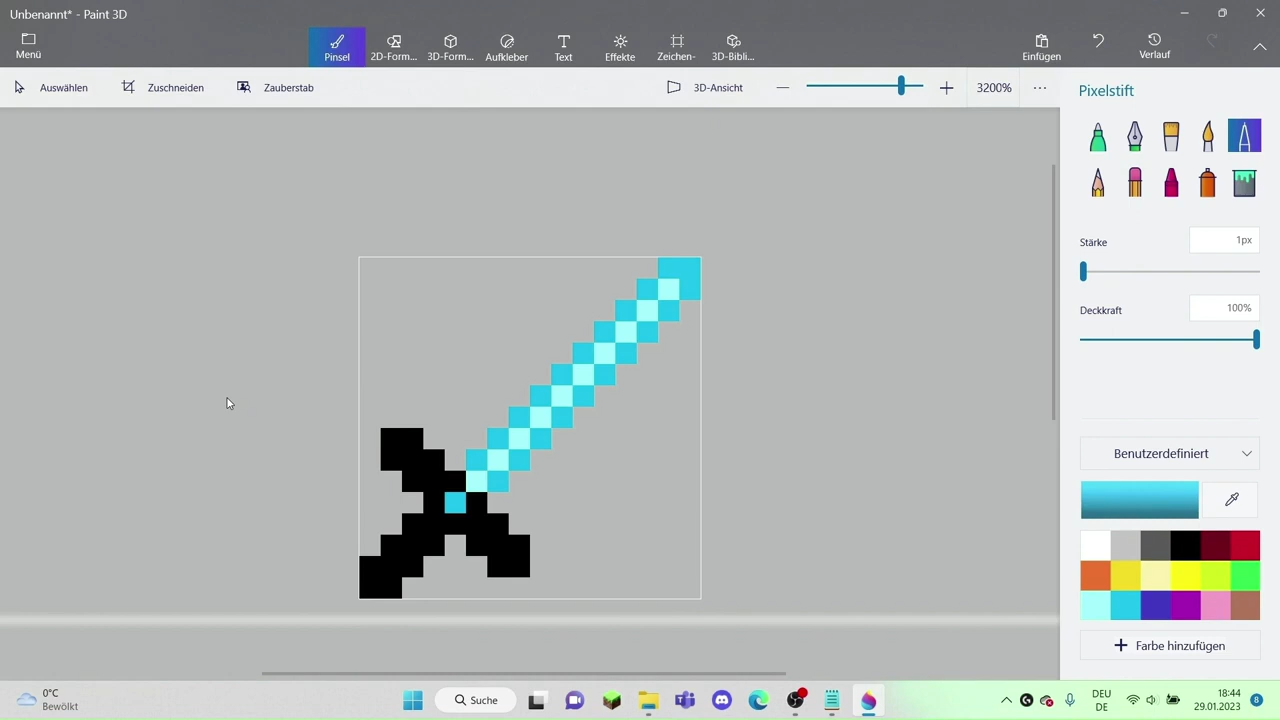 Unbenannt* - Paint 3D
Menü
Pinsel
2D-Form...
3D-Form...
Aufkleber
Text
Effekte
Zeichen-
3D-Bibli...
Einfügen
Verlauf
Auswählen
Zuschneiden
Zauberstab
3D-Ansicht
3200%
Pixelstift
Stärke
1px
Deckkraft
100%
Benutzerdefiniert
Farbe hinzufügen
0°C
Bewölkt
Suche
DEU
DE
18:44
29.01.2023
8